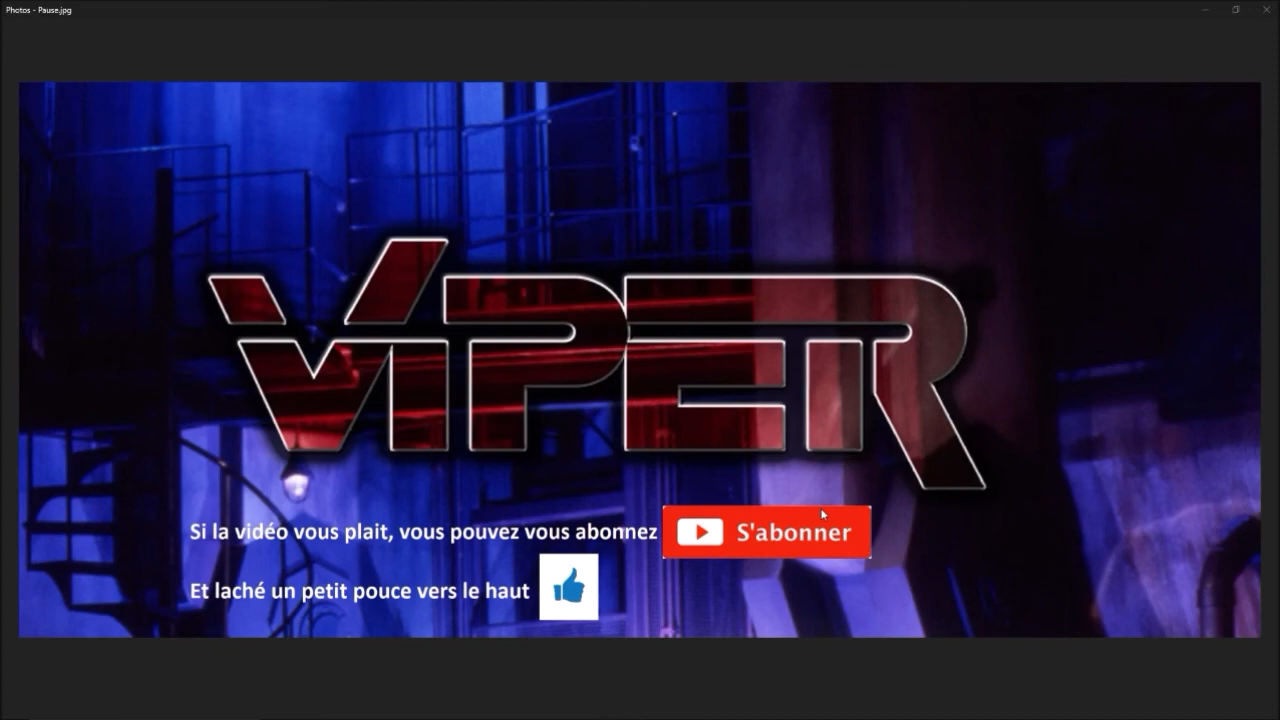 Photos - Pause.jpg
VIPER
Si la vidéo vous plait, vous pouvez vous abonnez
S'abonner
Et laché un petit pouce vers le haut